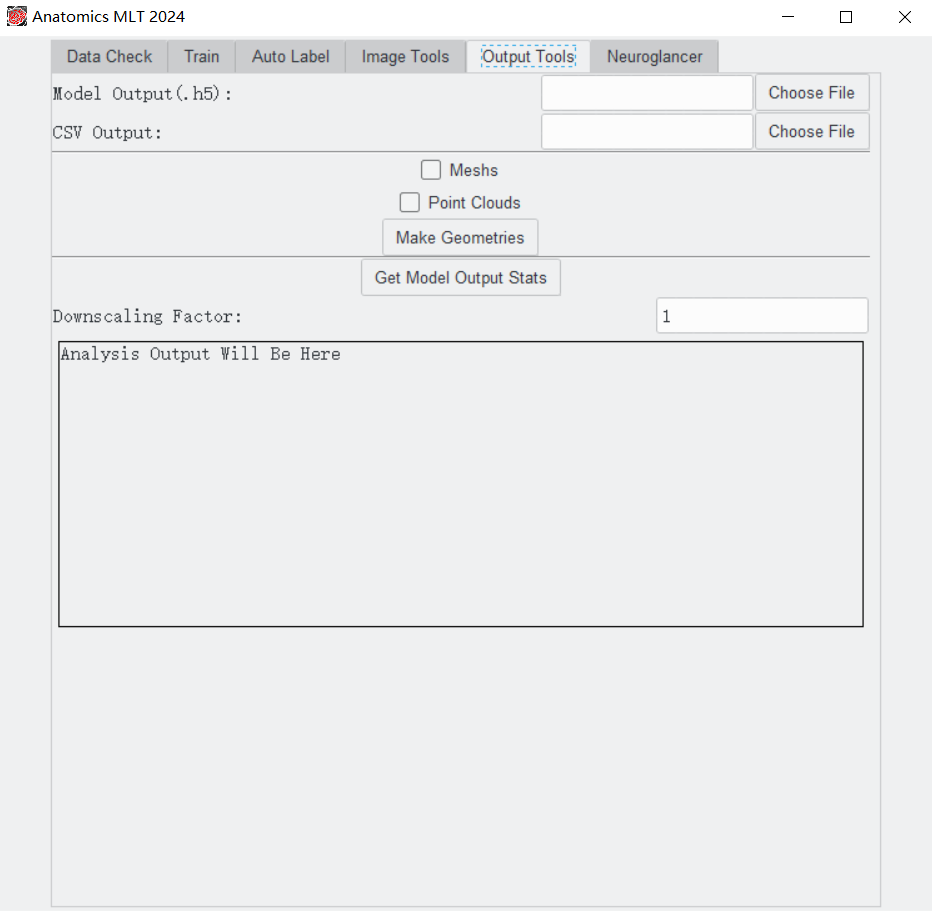 Anatomics MLT 2024
Data Check Train Auto Label Image Tools Output Tools Neuroglancer
Model Output(.h5): Choose File
CSV Output: Choose File
Meshs
Point Clouds
Make Geometries
Get Model Output Stats
Downscaling Factor: 1
Analysis Output Will Be Here